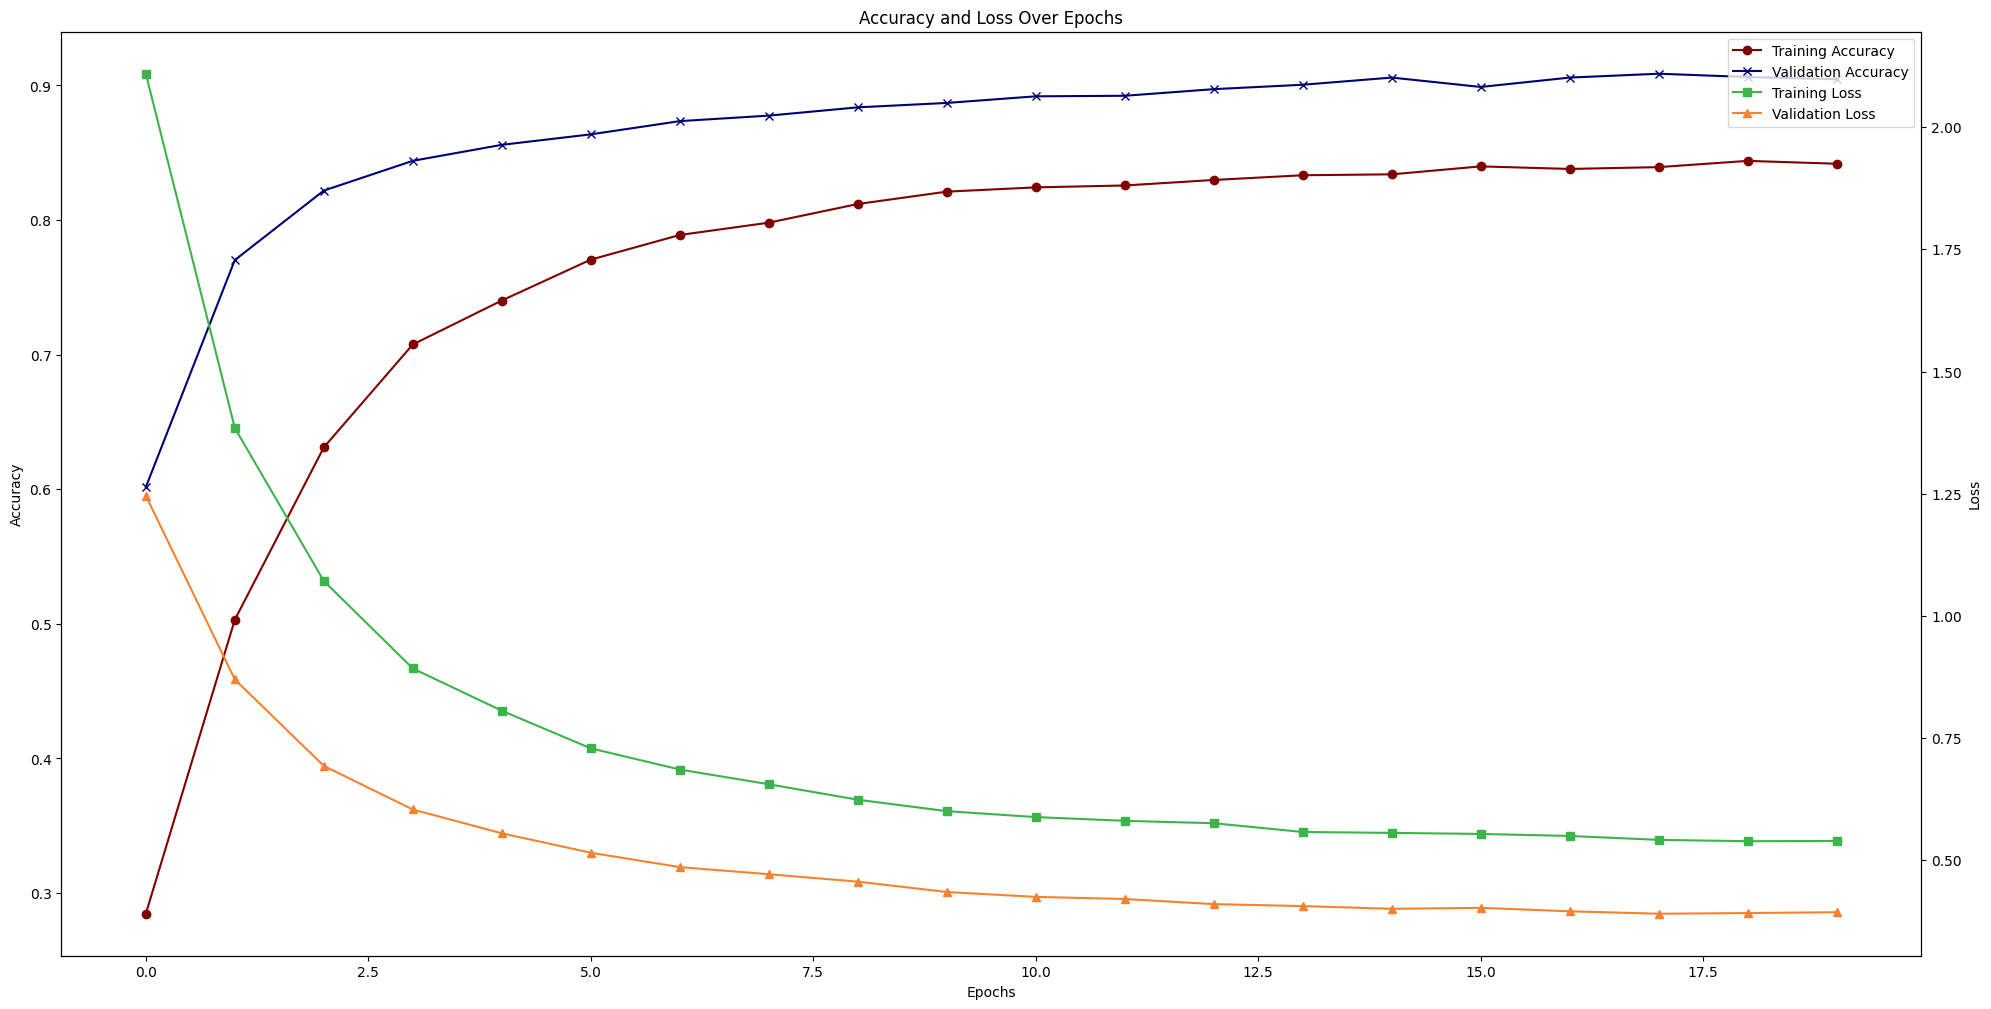 Accuracy and Loss Over Epochs
Training Accuracy
Validation Accuracy
Training Loss
Validation Loss
Accuracy
0.9
0.8
0.7
0.6
0.5
0.4
0.3
2.00
1.75
1.50
1.25
1.00
0.75
0.50
Loss
0.0 2.5 5.0 7.5 10.0 12.5 15.0 17.5
Epochs